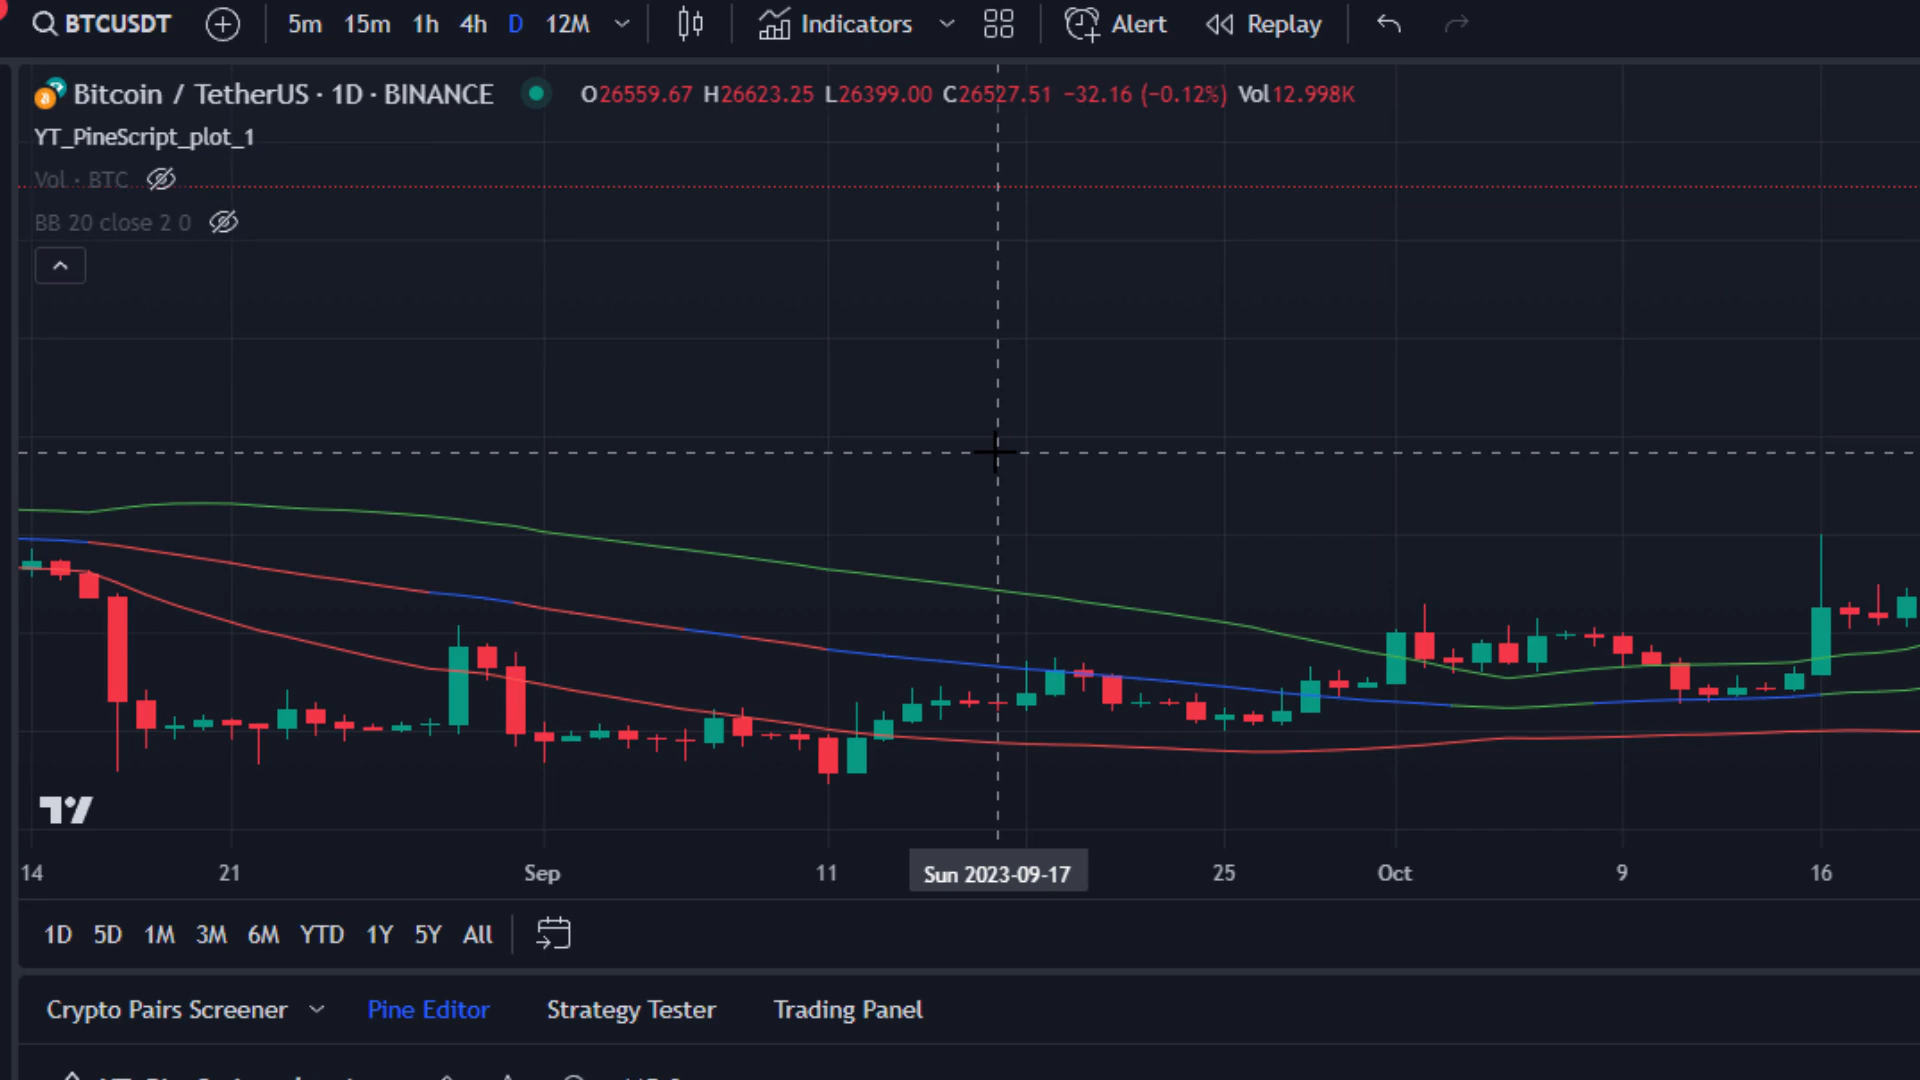 BTCUSDT 5m 15m 1h 4h D 12M Indicators Alert Replay
Bitcoin / TetherUS · 1D · BINANCE O26559.67 H26623.25 L26399.00 C26527.51 −32.16 (−0.12%) Vol12.998K
YT_PineScript_plot_1
Vol · BTC
BB 20 close 2 0
14 21 Sep 11 Sun 2023-09-17 25 Oct 9 16
1D 5D 1M 3M 6M YTD 1Y 5Y All
Crypto Pairs Screener Pine Editor Strategy Tester Trading Panel